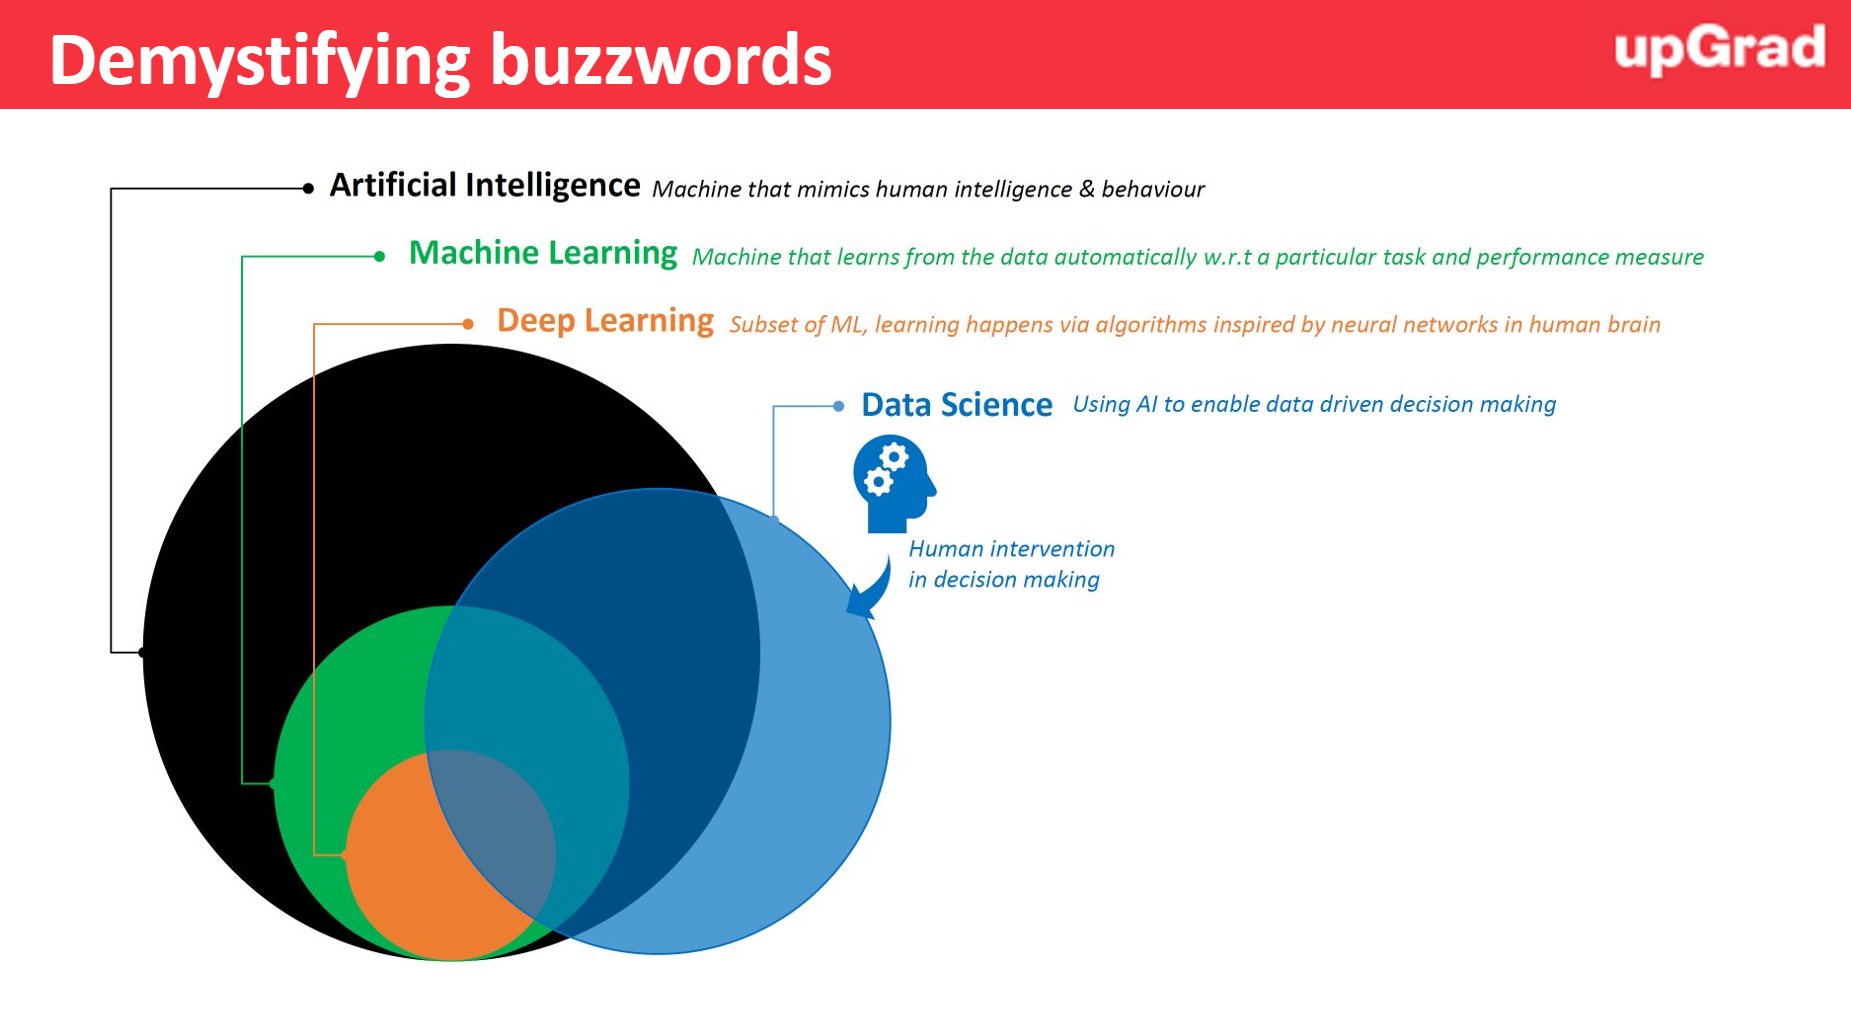 Demystifying buzzwords
upGrad
Artificial Intelligence Machine that mimics human intelligence & behaviour
Machine Learning Machine that learns from the data automatically w.r.t a particular task and performance measure
Deep Learning Subset of ML, learning happens via algorithms inspired by neural networks in human brain
Data Science Using AI to enable data driven decision making
Human intervention
in decision making